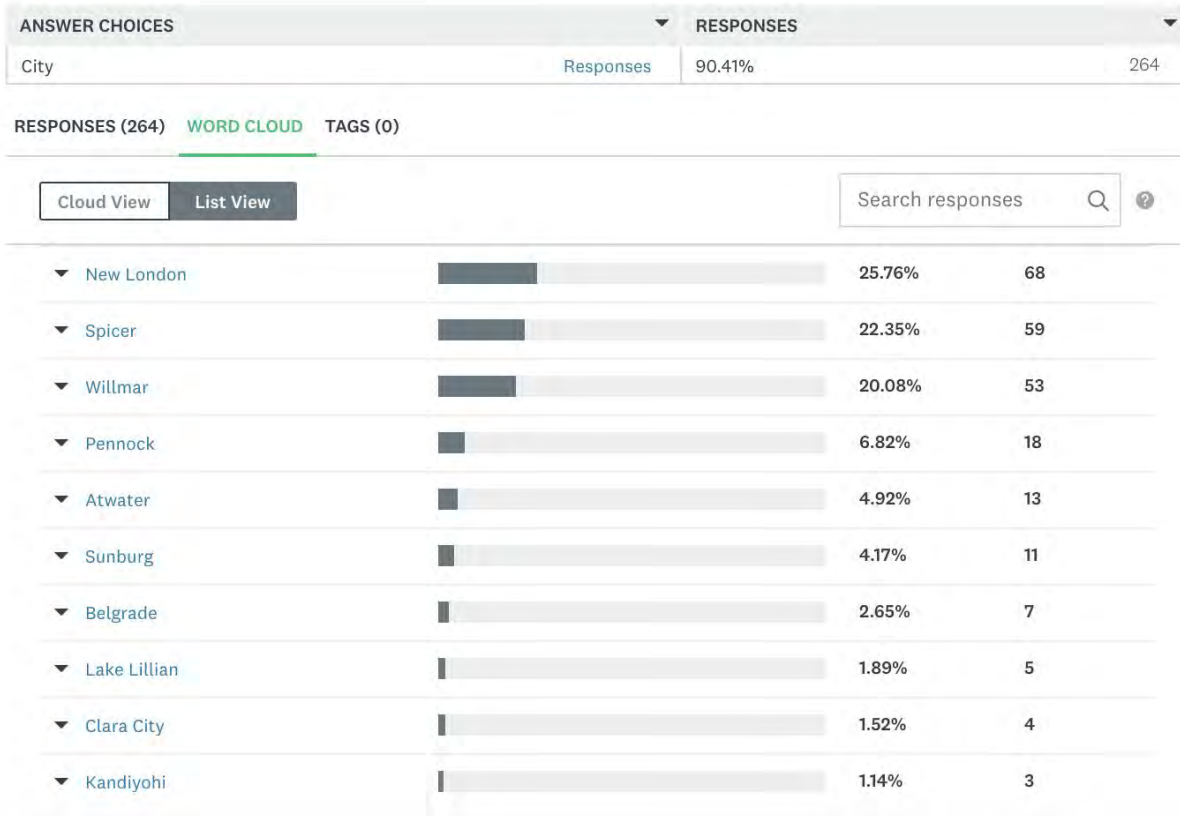 ANSWER CHOICES RESPONSES
City Responses 90.41% 264
RESPONSES (264) WORD CLOUD TAGS (0)
Cloud View List View Search responses ?
New London 25.76% 68
Spicer 22.35% 59
Willmar 20.08% 53
Pennock 6.82% 18
Atwater 4.92% 13
Sunburg 4.17% 11
Belgrade 2.65% 7
Lake Lillian 1.89% 5
Clara City 1.52% 4
Kandiyohi 1.14% 3